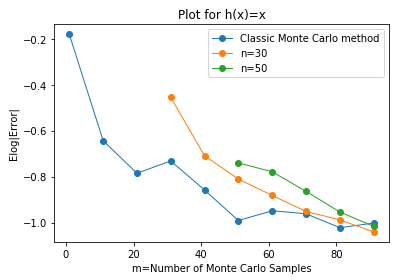 Plot for h(x)=x
Classic Monte Carlo method
n=30
n=50
Elog|Error|
−0.2
−0.4
−0.6
−0.8
−1.0
0
20
40
60
80
m=Number of Monte Carlo Samples